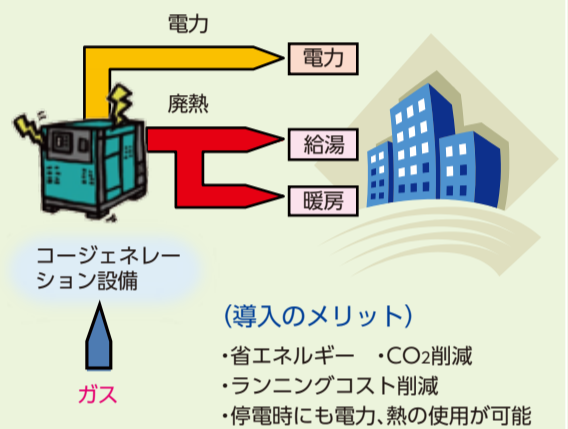 電力
電力
廃熱
給湯
暖房
コージェネレー
ション設備
ガス
(導入のメリット)
・省エネルギー ・CO2削減
・ランニングコスト削減
・停電時にも電力、熱の使用が可能